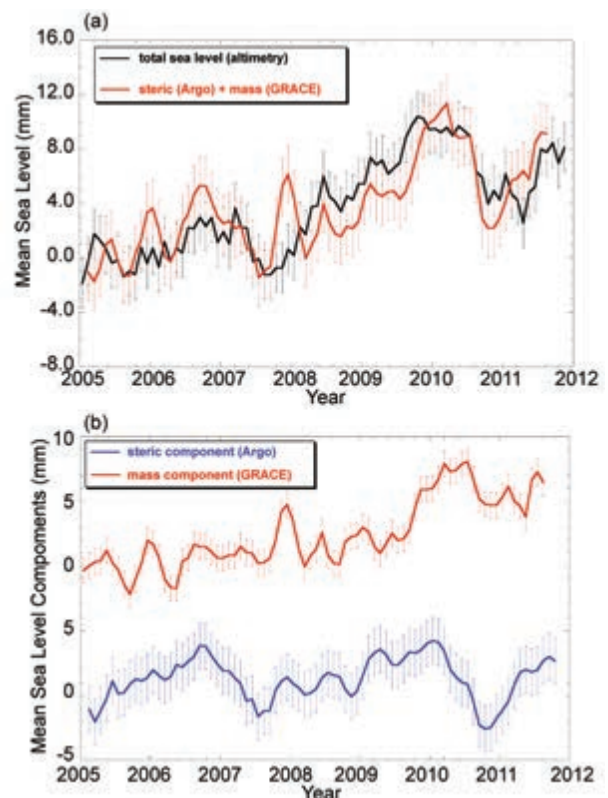 (a)
16.0
total sea level (altimetry)
steric (Argo) + mass (GRACE)
12.0
8.0
4.0
0.0
-4.0
-8.0
Mean Sea Level (mm)
2005 2006 2007 2008 2009 2010 2011 2012
Year
(b)
10
steric component (Argo)
mass component (GRACE)
5
0
5
0
-5
Mean Sea Level Compoments (mm)
2005 2006 2007 2008 2009 2010 2011 2012
Year